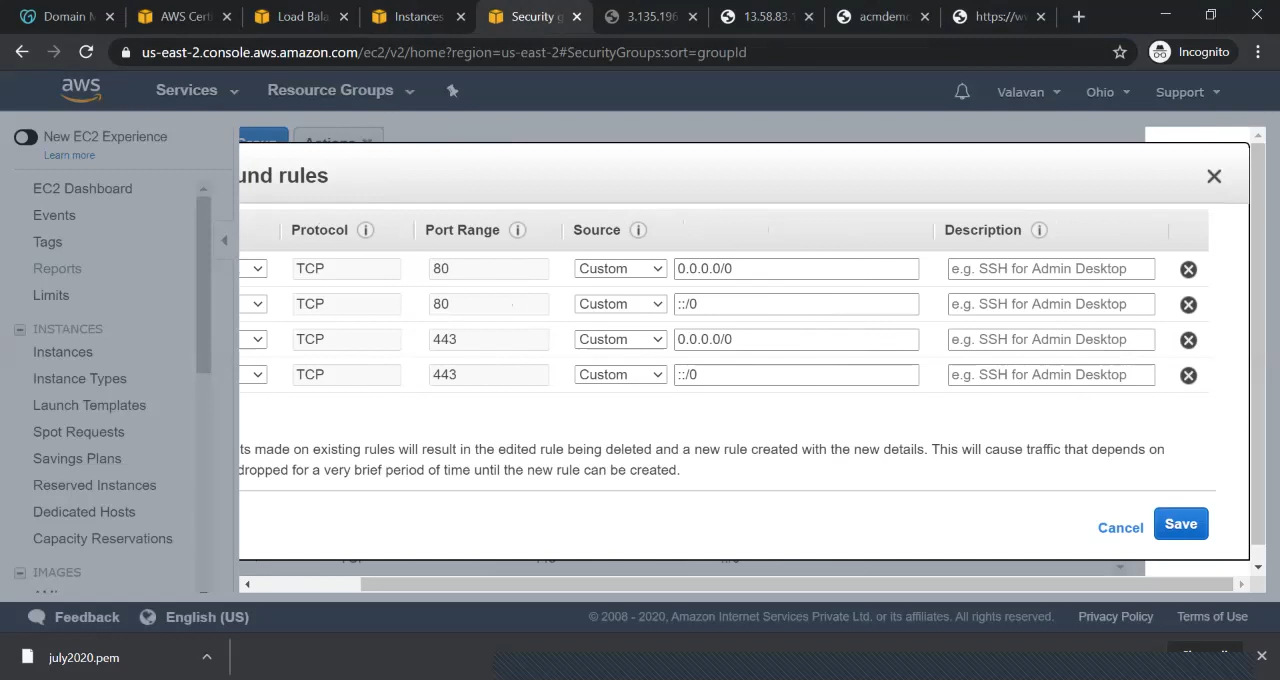 Domain M
AWS Certi
Load Bala
Instances
Security g
3.135.196
13.58.83.1
acmdemo
https://w
us-east-2.console.aws.amazon.com/ec2/v2/home?region=us-east-2#SecurityGroups:sort=groupId
Incognito
aws
Services
Resource Groups
Valavan
Ohio
Support
New EC2 Experience
Learn more
EC2 Dashboard
Events
Tags
Reports
Limits
INSTANCES
Instances
Instance Types
Launch Templates
Spot Requests
Savings Plans
Reserved Instances
Dedicated Hosts
Capacity Reservations
IMAGES
Actions
und rules
Protocol
Port Range
Source
Description
TCP 80 Custom 0.0.0.0/0 e.g. SSH for Admin Desktop
TCP 80 Custom ::/0 e.g. SSH for Admin Desktop
TCP 443 Custom 0.0.0.0/0 e.g. SSH for Admin Desktop
TCP 443 Custom ::/0 e.g. SSH for Admin Desktop
ts made on existing rules will result in the edited rule being deleted and a new rule created with the new details. This will cause traffic that depends on
dropped for a very brief period of time until the new rule can be created.
Cancel
Save
Feedback
English (US)
© 2008 - 2020, Amazon Internet Services Private Ltd. or its affiliates. All rights reserved.
Privacy Policy
Terms of Use
july2020.pem